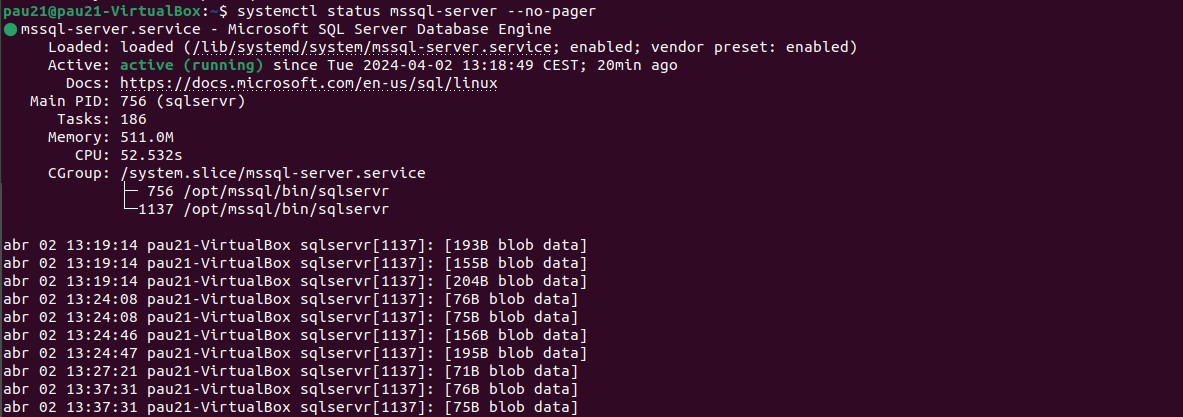 pau21@pau21-VirtualBox:~$ systemctl status mssql-server --no-pager
● mssql-server.service - Microsoft SQL Server Database Engine
     Loaded: loaded (/lib/systemd/system/mssql-server.service; enabled; vendor preset: enabled)
     Active: active (running) since Tue 2024-04-02 13:18:49 CEST; 20min ago
       Docs: https://docs.microsoft.com/en-us/sql/linux
   Main PID: 756 (sqlservr)
      Tasks: 186
     Memory: 511.0M
        CPU: 52.532s
     CGroup: /system.slice/mssql-server.service
             ├─ 756 /opt/mssql/bin/sqlservr
             └─1137 /opt/mssql/bin/sqlservr

abr 02 13:19:14 pau21-VirtualBox sqlservr[1137]: [193B blob data]
abr 02 13:19:14 pau21-VirtualBox sqlservr[1137]: [155B blob data]
abr 02 13:19:14 pau21-VirtualBox sqlservr[1137]: [204B blob data]
abr 02 13:24:08 pau21-VirtualBox sqlservr[1137]: [76B blob data]
abr 02 13:24:08 pau21-VirtualBox sqlservr[1137]: [75B blob data]
abr 02 13:24:46 pau21-VirtualBox sqlservr[1137]: [156B blob data]
abr 02 13:24:47 pau21-VirtualBox sqlservr[1137]: [195B blob data]
abr 02 13:27:21 pau21-VirtualBox sqlservr[1137]: [71B blob data]
abr 02 13:37:31 pau21-VirtualBox sqlservr[1137]: [76B blob data]
abr 02 13:37:31 pau21-VirtualBox sqlservr[1137]: [75B blob data]